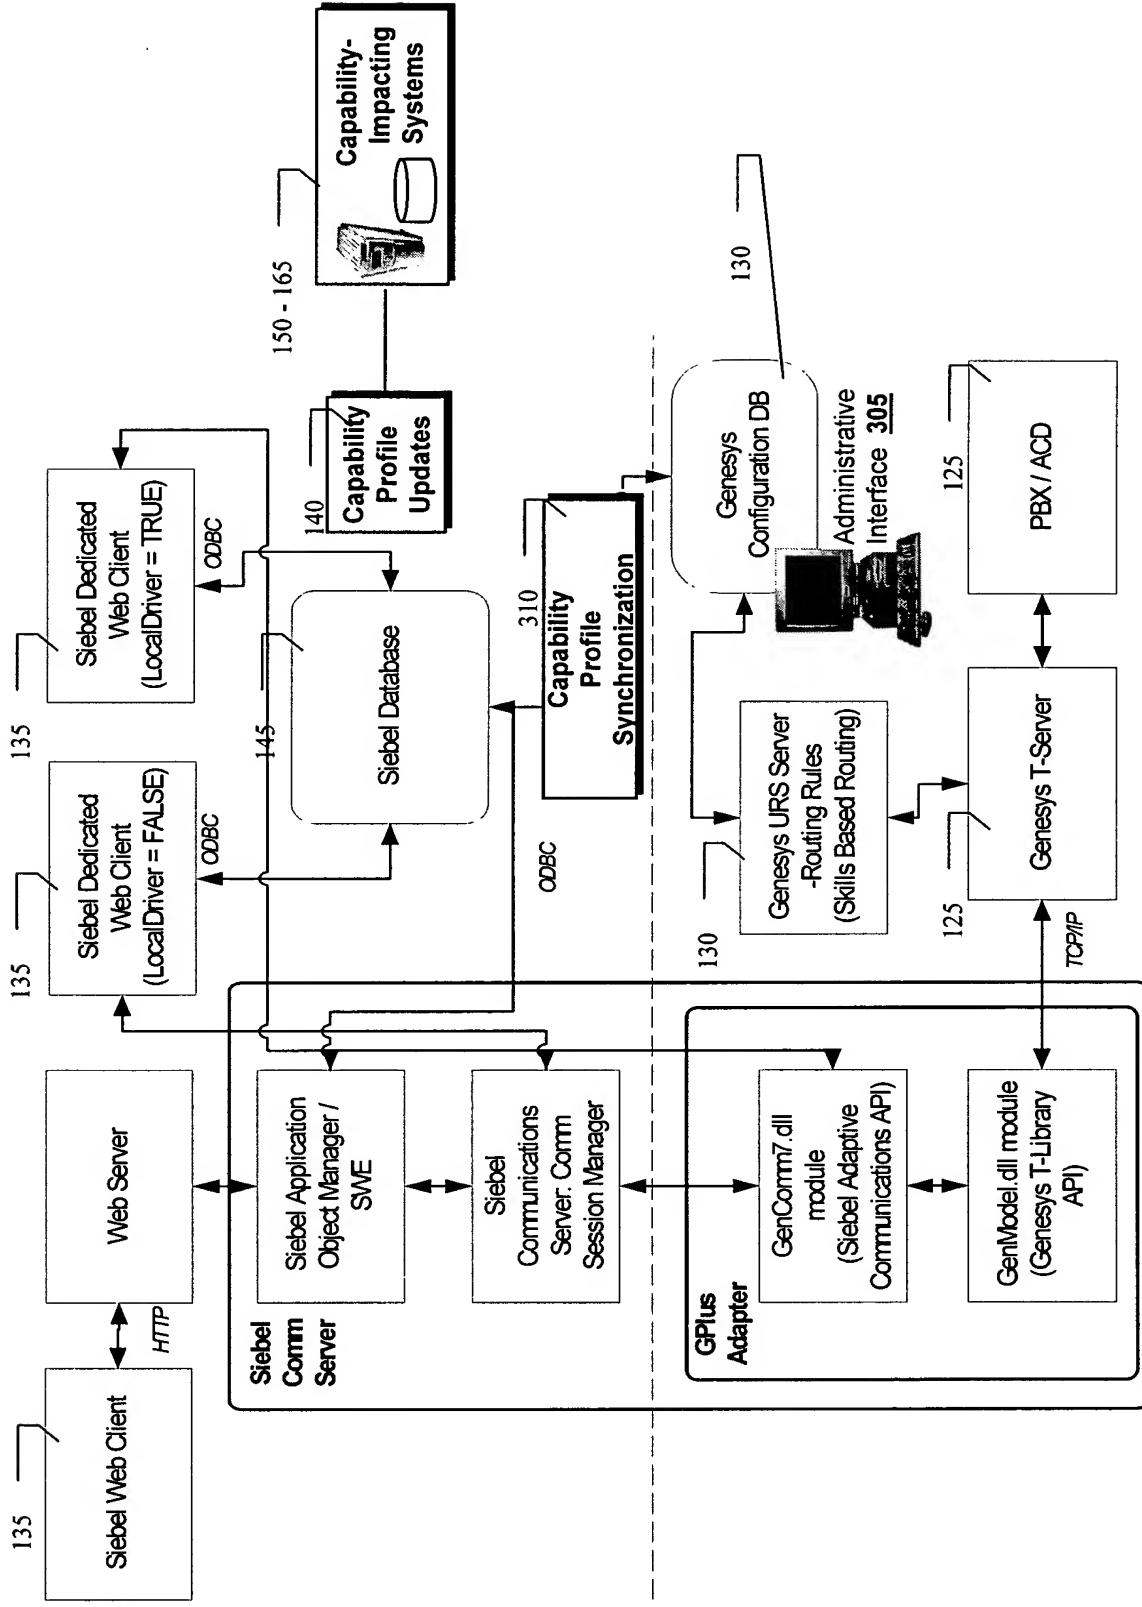 135
Siebel Web Client
HTTP
Web Server
135
Siebel Dedicated
Web Client
(LocalDriver = FALSE)
ODBC
135
Siebel Dedicated
Web Client
(LocalDriver = TRUE)
ODBC
Siebel
Comm
Server
Siebel Application
Object Manager /
SWE
Siebel
Communications
Server: Comm
Session Manager
145
Siebel Database
ODBC
140
Capability
Profile
Updates
150 - 165
Capability-
Impacting
Systems
310
Capability
Profile
Synchronization
GPlus
Adapter
GenComm7.dll
module
(Siebel Adaptive
Communications API)
GenModel.dll module
(Genesys T-Library
API)
TCP/IP
130
Genesys URS Server
-Routing Rules
(Skills Based Routing)
130
Genesys
Configuration DB
Administrative
Interface 305
125
Genesys T-Server
125
PBX / ACD